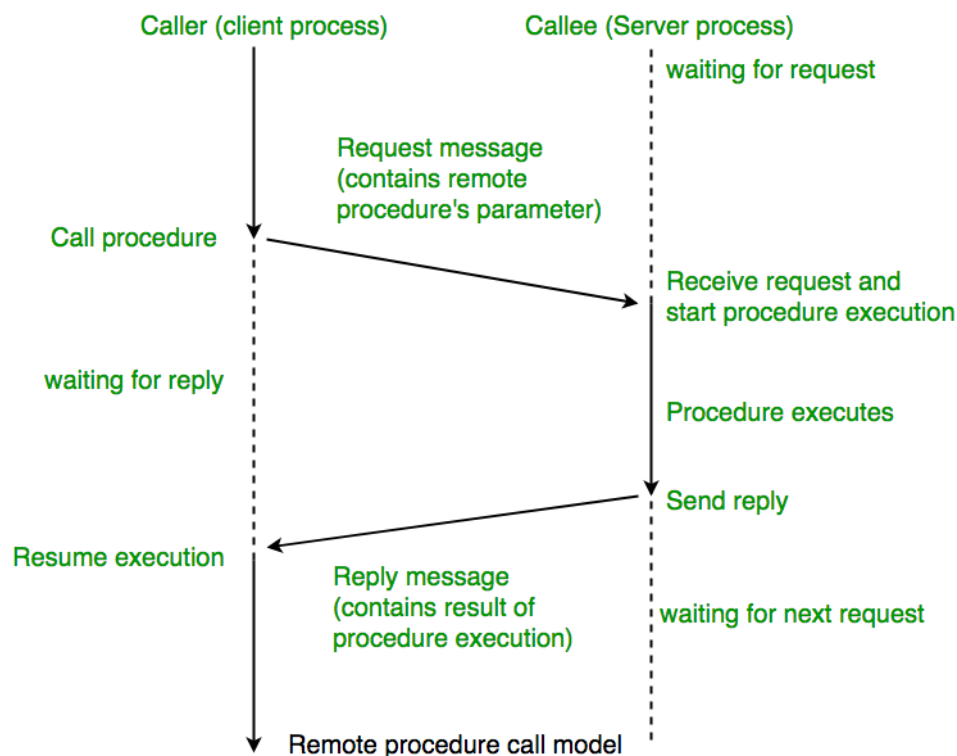 Caller (client process)
Callee (Server process)
waiting for request
Request message
(contains remote
procedure's parameter)
Call procedure
Receive request and
start procedure execution
waiting for reply
Procedure executes
Send reply
Resume execution
Reply message
(contains result of
procedure execution)
waiting for next request
Remote procedure call model